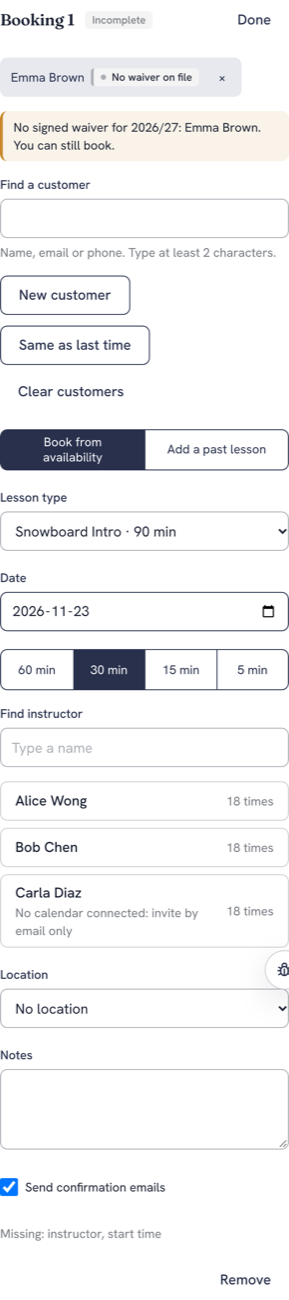 Booking 1 Incomplete Done
Emma Brown No waiver on file ×
No signed waiver for 2026/27: Emma Brown.
You can still book.
Find a customer
Name, email or phone. Type at least 2 characters.
New customer
Same as last time
Clear customers
Book from
availability
Add a past lesson
Lesson type
Snowboard Intro · 90 min
Date
2026-11-23
60 min 30 min 15 min 5 min
Find instructor
Type a name
Alice Wong 18 times
Bob Chen 18 times
Carla Diaz
No calendar connected: invite by
email only
18 times
Location
No location
Notes
Send confirmation emails
Missing: instructor, start time
Remove